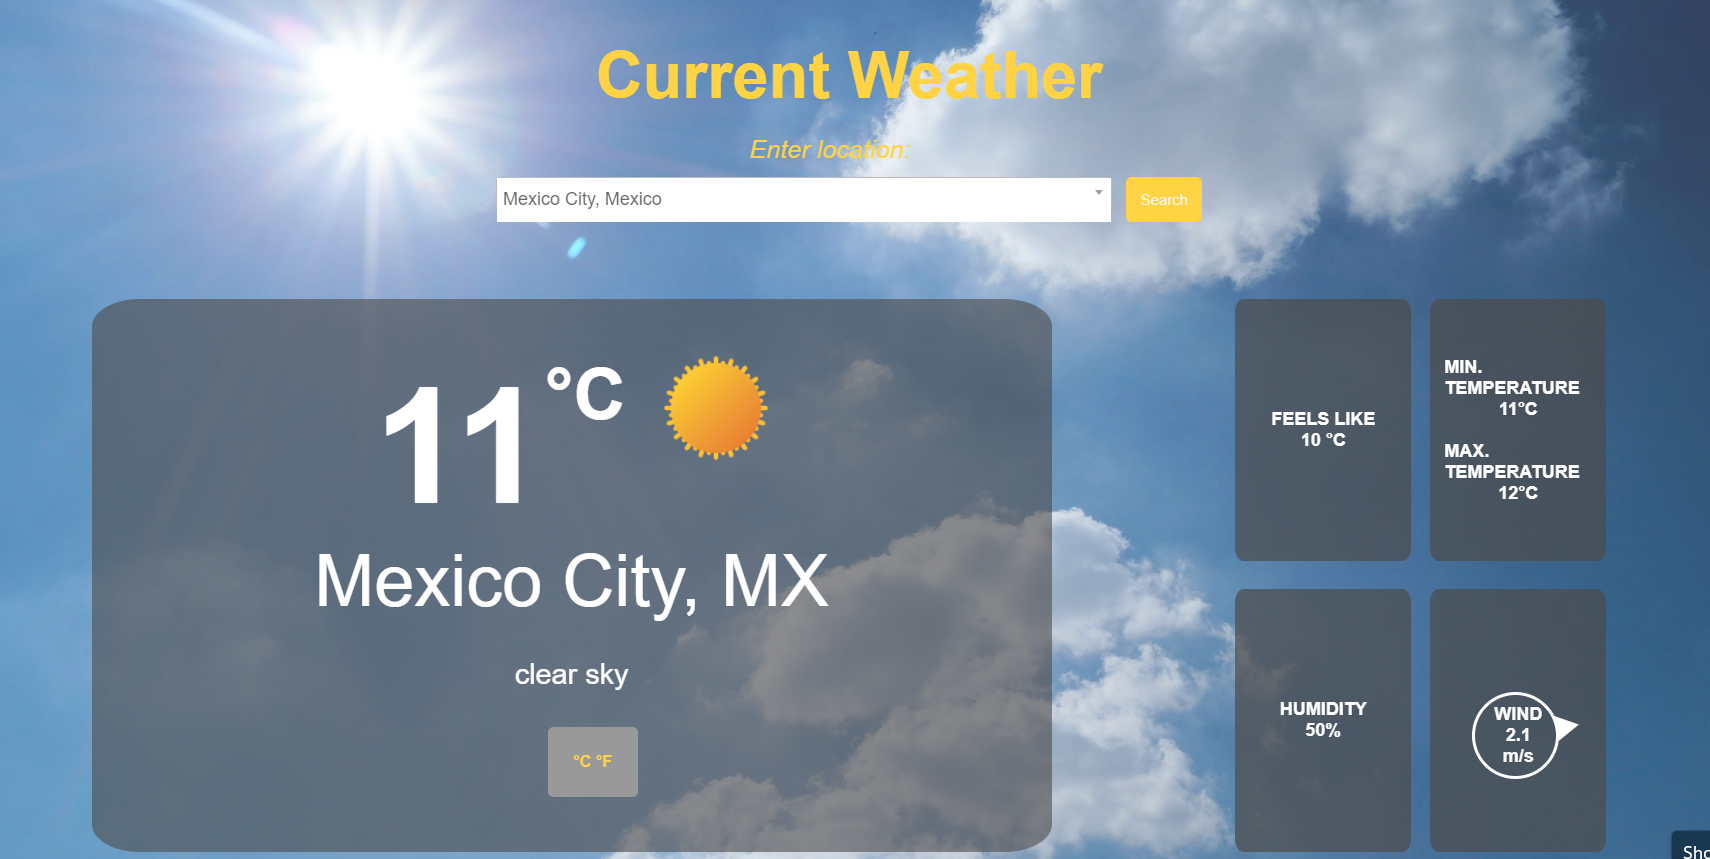 Current Weather
Enter location:
Mexico City, Mexico
Search
11 °C
Mexico City, MX
clear sky
°C °F
FEELS LIKE
10 °C
MIN.
TEMPERATURE
11°C
MAX.
TEMPERATURE
12°C
HUMIDITY
50%
WIND
2.1
m/s